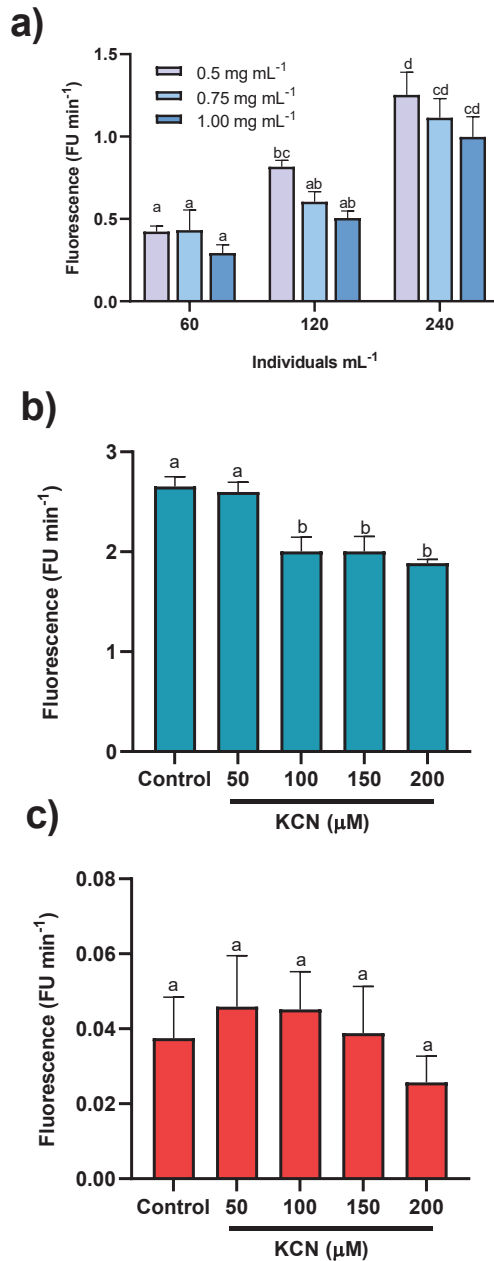 a)
Fluorescence (FU min⁻¹)
1.5
1.0
0.5
0.0
0.5 mg mL⁻¹
0.75 mg mL⁻¹
1.00 mg mL⁻¹
a a a
bc ab ab
d cd cd
60 120 240
Individuals mL⁻¹
b)
Fluorescence (FU min⁻¹)
3
2
1
0
a a b b b
Control 50 100 150 200
KCN (μM)
c)
Fluorescence (FU min⁻¹)
0.08
0.06
0.04
0.02
0.00
a a a a a
Control 50 100 150 200
KCN (μM)